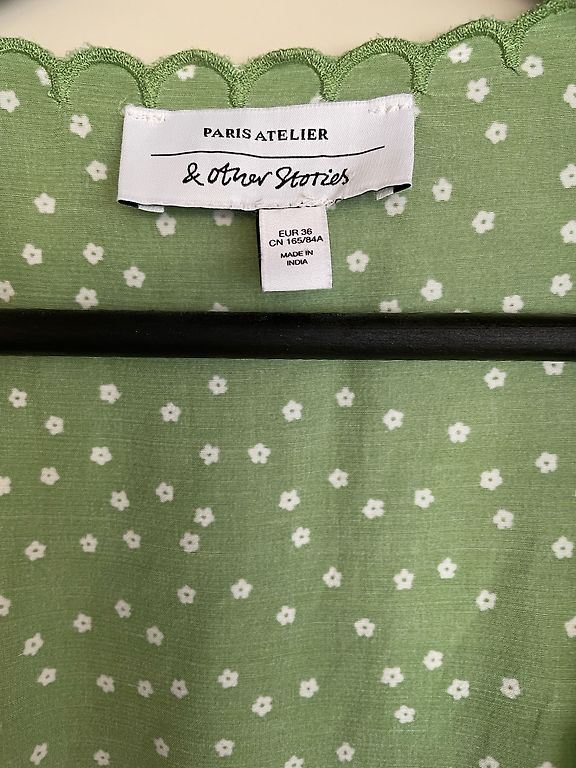 PARIS ATELIER
& Other Stories
EUR 36
CN 165/84A
MADE IN
INDIA